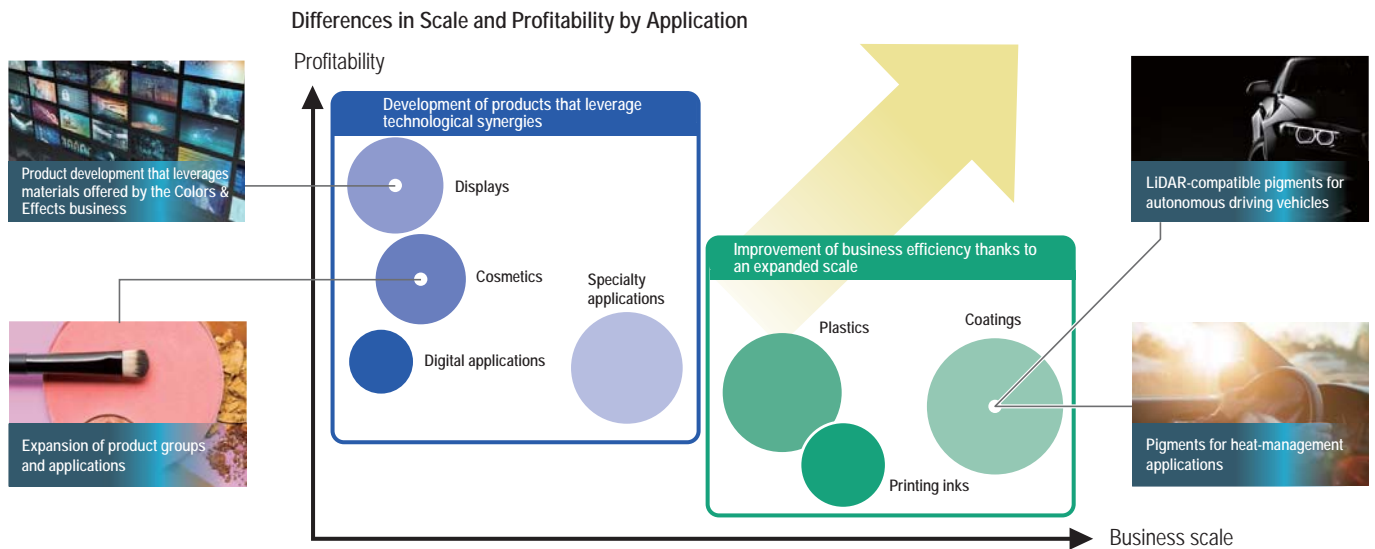 Differences in Scale and Profitability by Application
Profitability
Product development that leverages
materials offered by the Colors &
Effects business
Expansion of product groups
and applications
Development of products that leverage
technological synergies
Displays
Cosmetics
Specialty
applications
Digital applications
Improvement of business efficiency thanks to
an expanded scale
Plastics
Coatings
Printing inks
LiDAR-compatible pigments for
autonomous driving vehicles
Pigments for heat-management
applications
Business scale